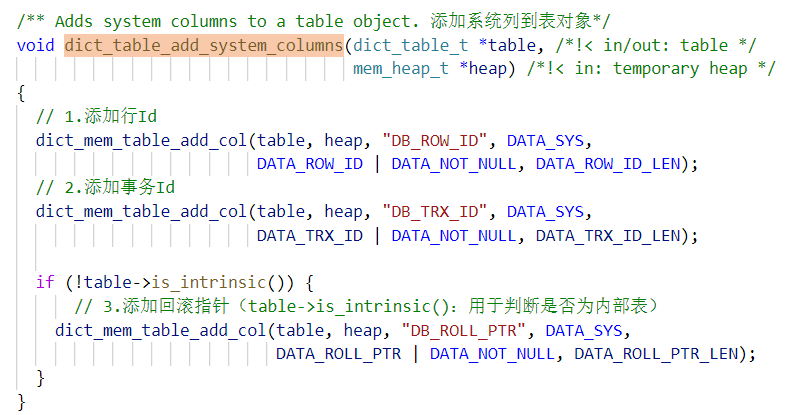 /** Adds system columns to a table object. 添加系统列到表对象*/
void dict_table_add_system_columns(dict_table_t *table, /*!< in/out: table */
mem_heap_t *heap) /*!< in: temporary heap */
{
// 1.添加行Id
dict_mem_table_add_col(table, heap, "DB_ROW_ID", DATA_SYS,
DATA_ROW_ID | DATA_NOT_NULL, DATA_ROW_ID_LEN);
// 2.添加事务Id
dict_mem_table_add_col(table, heap, "DB_TRX_ID", DATA_SYS,
DATA_TRX_ID | DATA_NOT_NULL, DATA_TRX_ID_LEN);
if (!table->is_intrinsic()) {
// 3.添加回滚指针（table->is_intrinsic()：用于判断是否为内部表）
dict_mem_table_add_col(table, heap, "DB_ROLL_PTR", DATA_SYS,
DATA_ROLL_PTR | DATA_NOT_NULL, DATA_ROLL_PTR_LEN);
}
}